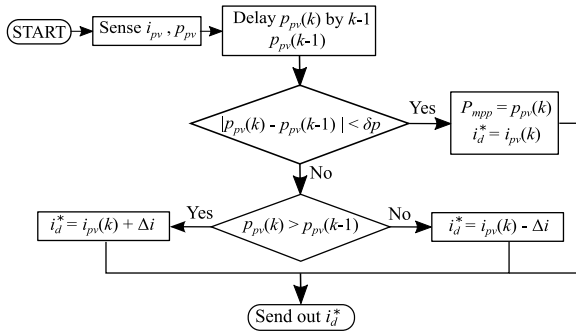 START
Sense i_pv , p_pv
Delay p_pv(k) by k-1
p_pv(k-1)
|p_pv(k) - p_pv(k-1) | < δp
Yes
P_mpp = p_pv(k)
i_d^* = i_pv(k)
No
Yes
i_d^* = i_pv(k) + Δi
p_pv(k) > p_pv(k-1)
No
i_d^* = i_pv(k) - Δi
Send out i_d^*